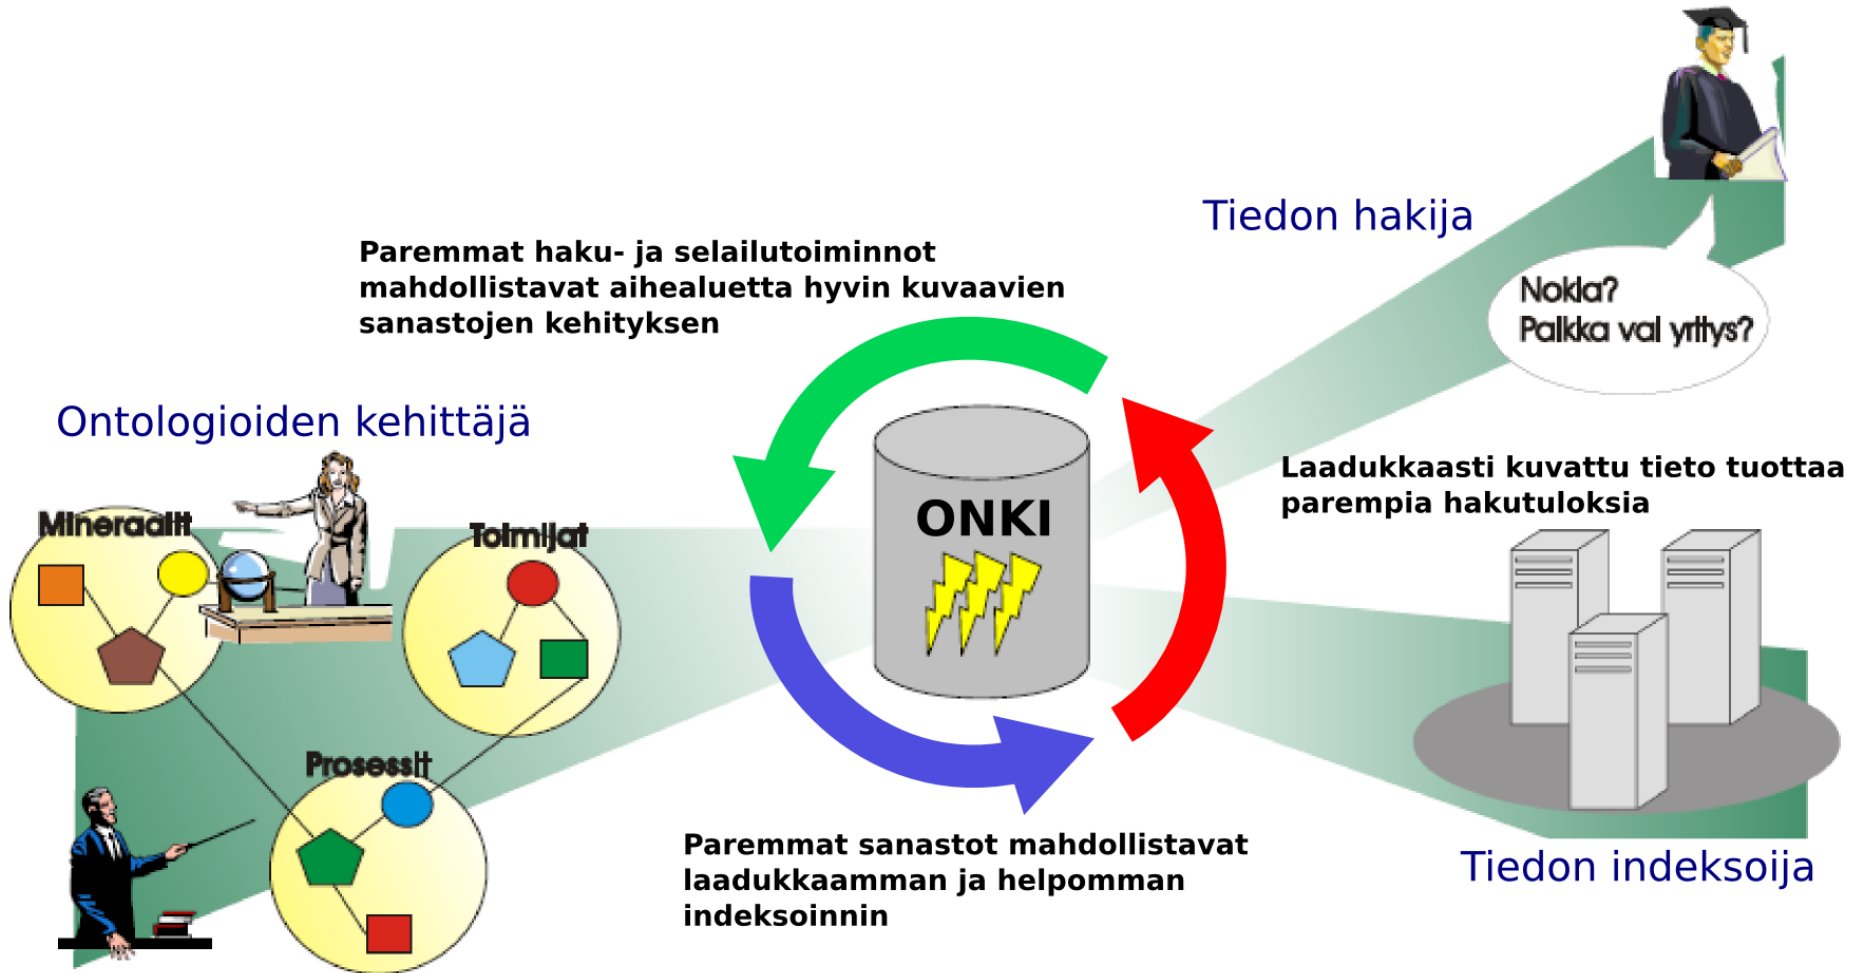 Tiedon hakija
Paremmat haku- ja selailutoiminnot
mahdollistavat aihealuetta hyvin kuvaavien
sanastojen kehityksen
Nokia?
Palkka vai yritys?
Ontologioiden kehittäjä
Laadukkaasti kuvattu tieto tuottaa
parempia hakutuloksia
Mineraalit
Toimijat
ONKI
Prosessit
Paremmat sanastot mahdollistavat
laadukkaamman ja helpomman
indeksoinnin
Tiedon indeksoija